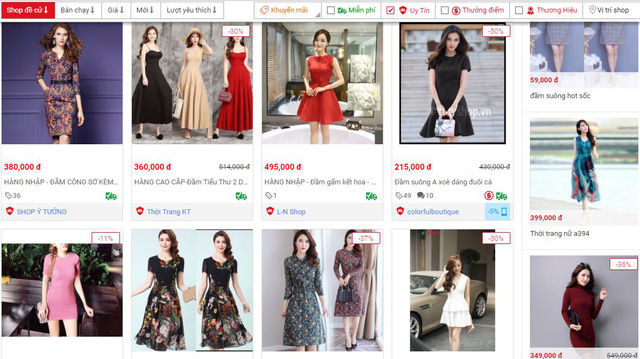 Shop đề cử ↓
Bán chạy ↓
Giá ↓
Mới ↓
Lượt yêu thích ↓
Khuyến mãi
Miễn phí
Uy Tín
Thưởng điểm
Thương Hiệu
Vị trí shop
380,000 đ
HÀNG NHẬP - ĐẦM CÔNG SỞ KÈM...
36
SHOP Ý TƯỞNG
-30%
360,000 đ
514,000 đ
HÀNG CAO CẤP-Đầm Tiểu Thư 2 D...
Thời Trang KT
495,000 đ
HÀNG NHẬP - Đầm gấm kết hoa - ...
1
L-N Shop
-50%
215,000 đ
430,000 đ
Đầm suông A xoè dáng đuôi cá
49
10
colorfulboutique
-5%
59,000 đ
đầm suông hot sốc
399,000 đ
Thời trang nữ a394
-36%
349,000 đ
549,000 đ
-11%
-37%
-30%